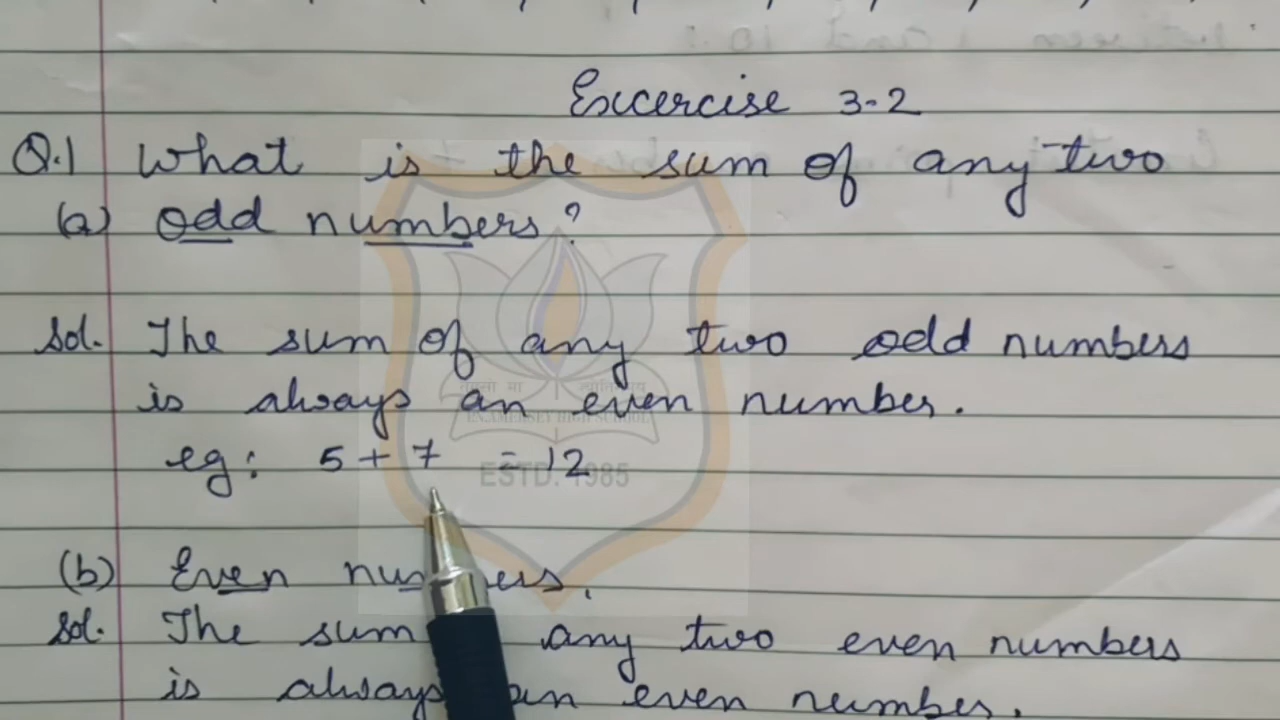 Excercise 3-2
Q.1 What is the sum of any two
(a) odd numbers?
Sol. The sum of any two odd numbers
is always an even number.
eg: 5 + 7 = 12
ESTD. 1985
(b) Even numbers.
Sol. The sum any two even numbers
is always an even number.